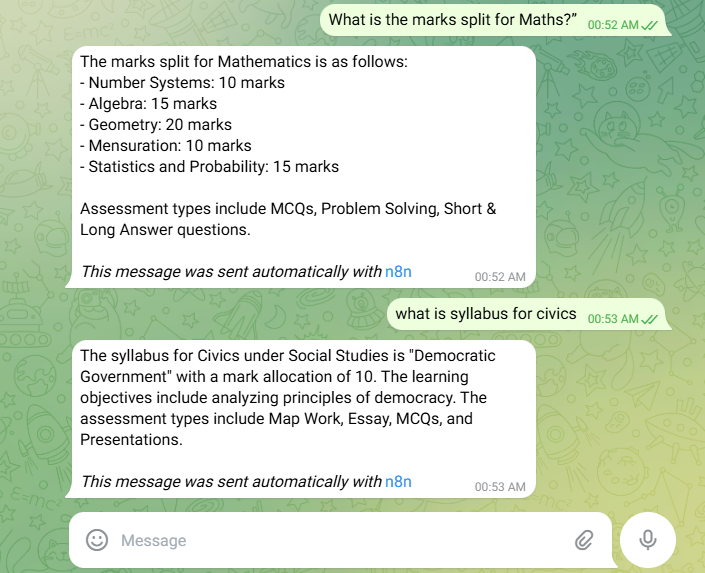 What is the marks split for Maths?”
00:52 AM
The marks split for Mathematics is as follows:
- Number Systems: 10 marks
- Algebra: 15 marks
- Geometry: 20 marks
- Mensuration: 10 marks
- Statistics and Probability: 15 marks
Assessment types include MCQs, Problem Solving, Short &
Long Answer questions.
This message was sent automatically with n8n
00:52 AM
what is syllabus for civics
00:53 AM
The syllabus for Civics under Social Studies is "Democratic
Government" with a mark allocation of 10. The learning
objectives include analyzing principles of democracy. The
assessment types include Map Work, Essay, MCQs, and
Presentations.
This message was sent automatically with n8n
00:53 AM
Message